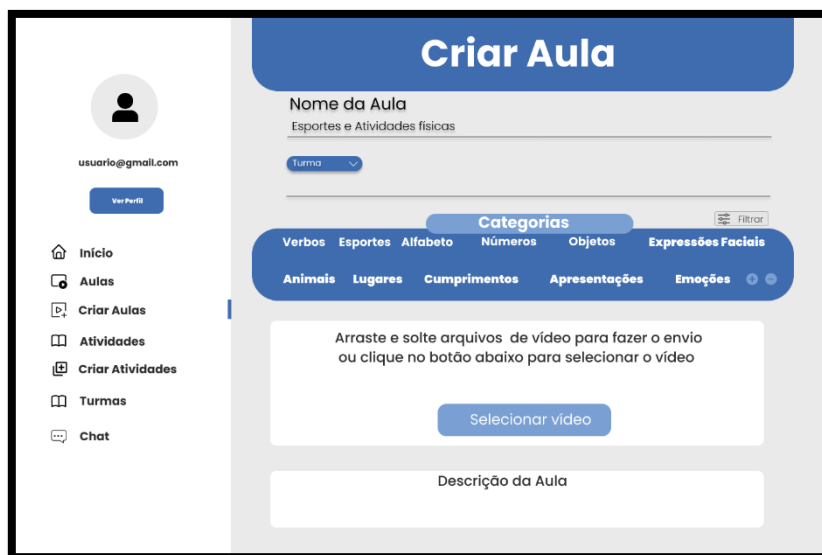 usuario@gmail.com
Ver Perfil
Início
Aulas
Criar Aulas
Atividades
Criar Atividades
Turmas
Chat
Criar Aula
Nome da Aula
Esportes e Atividades físicas
Turma
Categorias
Filtrar
Verbos Esportes Alfabeto Números Objetos Expressões Faciais
Animais Lugares Cumprimentos Apresentações Emoções
Arraste e solte arquivos de vídeo para fazer o envio
ou clique no botão abaixo para selecionar o vídeo
Selecionar vídeo
Descrição da Aula